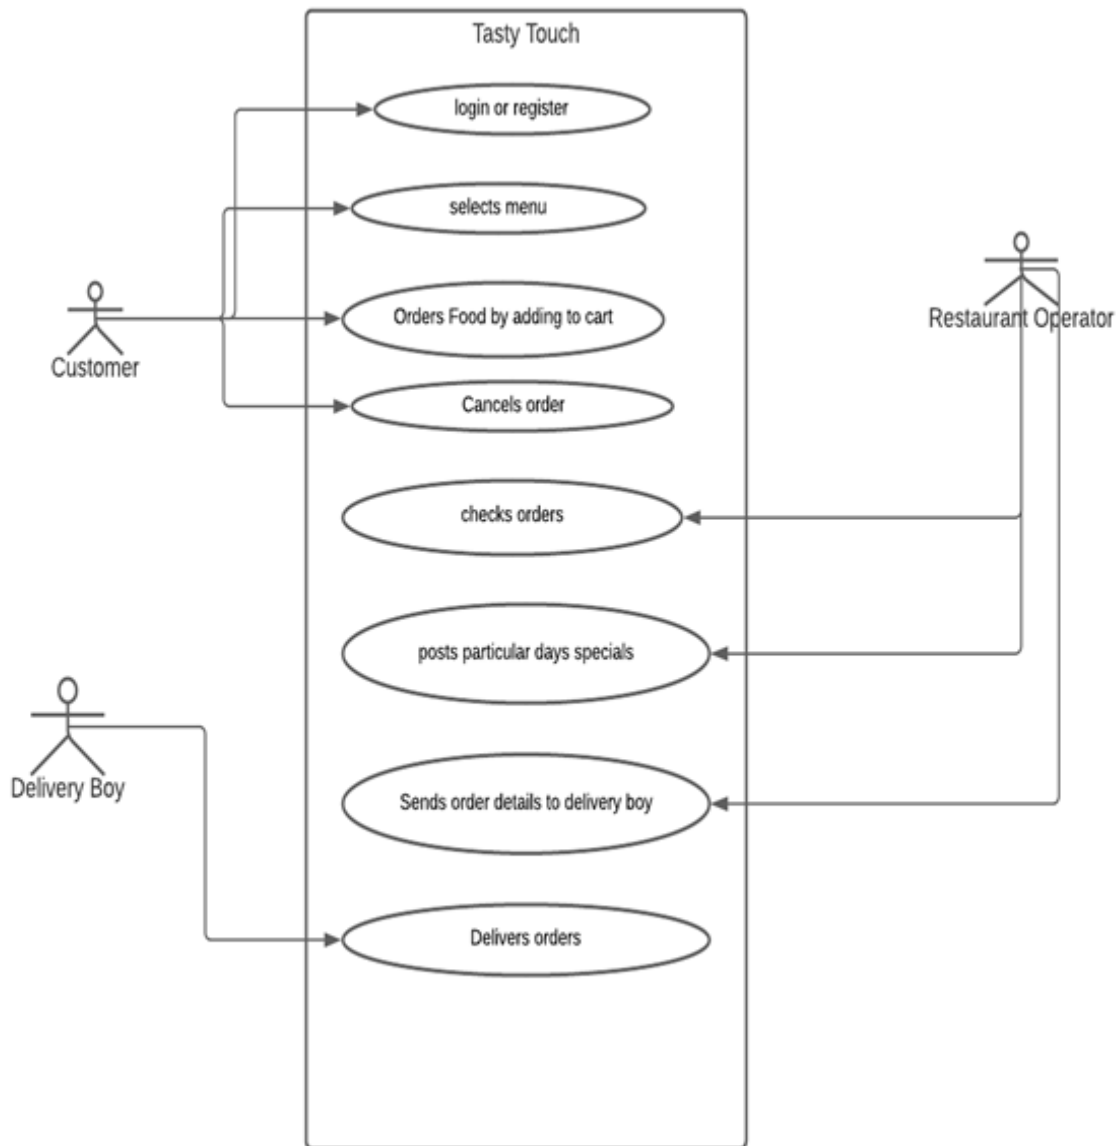 Tasty Touch
login or register
selects menu
Orders Food by adding to cart
Customer
Restaurant Operator
Cancels order
checks orders
posts particular days specials
Delivery Boy
Sends order details to delivery boy
Delivers orders